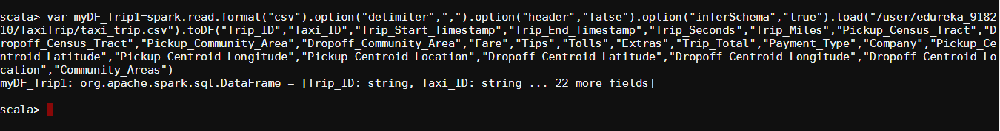 scala> var myDF_Trip1=spark.read.format("csv").option("delimiter",",").option("header","false").option("inferSchema","true").load("/user/edureka_9182
10/TaxiTrip/taxi_trip.csv").toDF("Trip_ID","Taxi_ID","Trip_Start_Timestamp","Trip_End_Timestamp","Trip_Seconds","Trip_Miles","Pickup_Census_Tract","D
ropoff_Census_Tract","Pickup_Community_Area","Dropoff_Community_Area","Fare","Tips","Tolls","Extras","Trip_Total","Payment_Type","Company","Pickup_Ce
ntroid_Latitude","Pickup_Centroid_Longitude","Pickup_Centroid_Location","Dropoff_Centroid_Latitude","Dropoff_Centroid_Longitude","Dropoff_Centroid_Lo
cation","Community_Areas")
myDF_Trip1: org.apache.spark.sql.DataFrame = [Trip_ID: string, Taxi_ID: string ... 22 more fields]
scala>